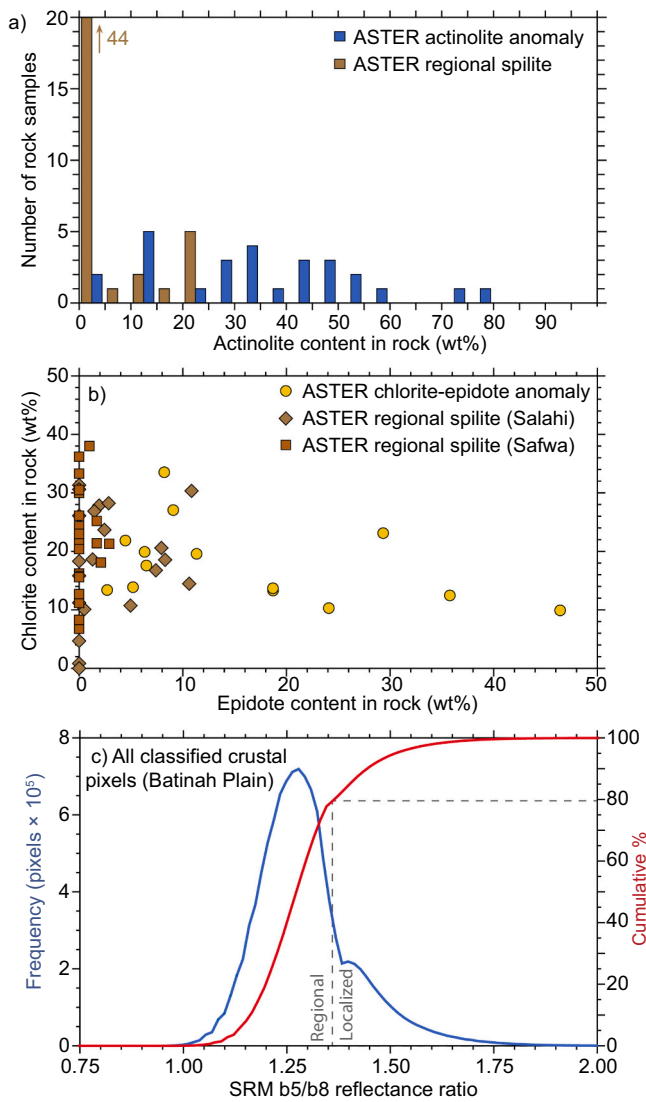 a)
44
ASTER actinolite anomaly
ASTER regional spilite
Number of rock samples
20
15
10
5
0
0 10 20 30 40 50 60 70 80 90
Actinolite content in rock (wt%)
b)
ASTER chlorite-epidote anomaly
ASTER regional spilite (Salahi)
ASTER regional spilite (Safwa)
Chlorite content in rock (wt%)
50
40
30
20
10
0
0 10 20 30 40 50
Epidote content in rock (wt%)
c) All classified crustal
pixels (Batinah Plain)
Frequency (pixels × 10⁵)
8
6
4
2
0
Cumulative %
100
80
60
40
20
0
Regional
Localized
0.75 1.00 1.25 1.50 1.75 2.00
SRM b5/b8 reflectance ratio